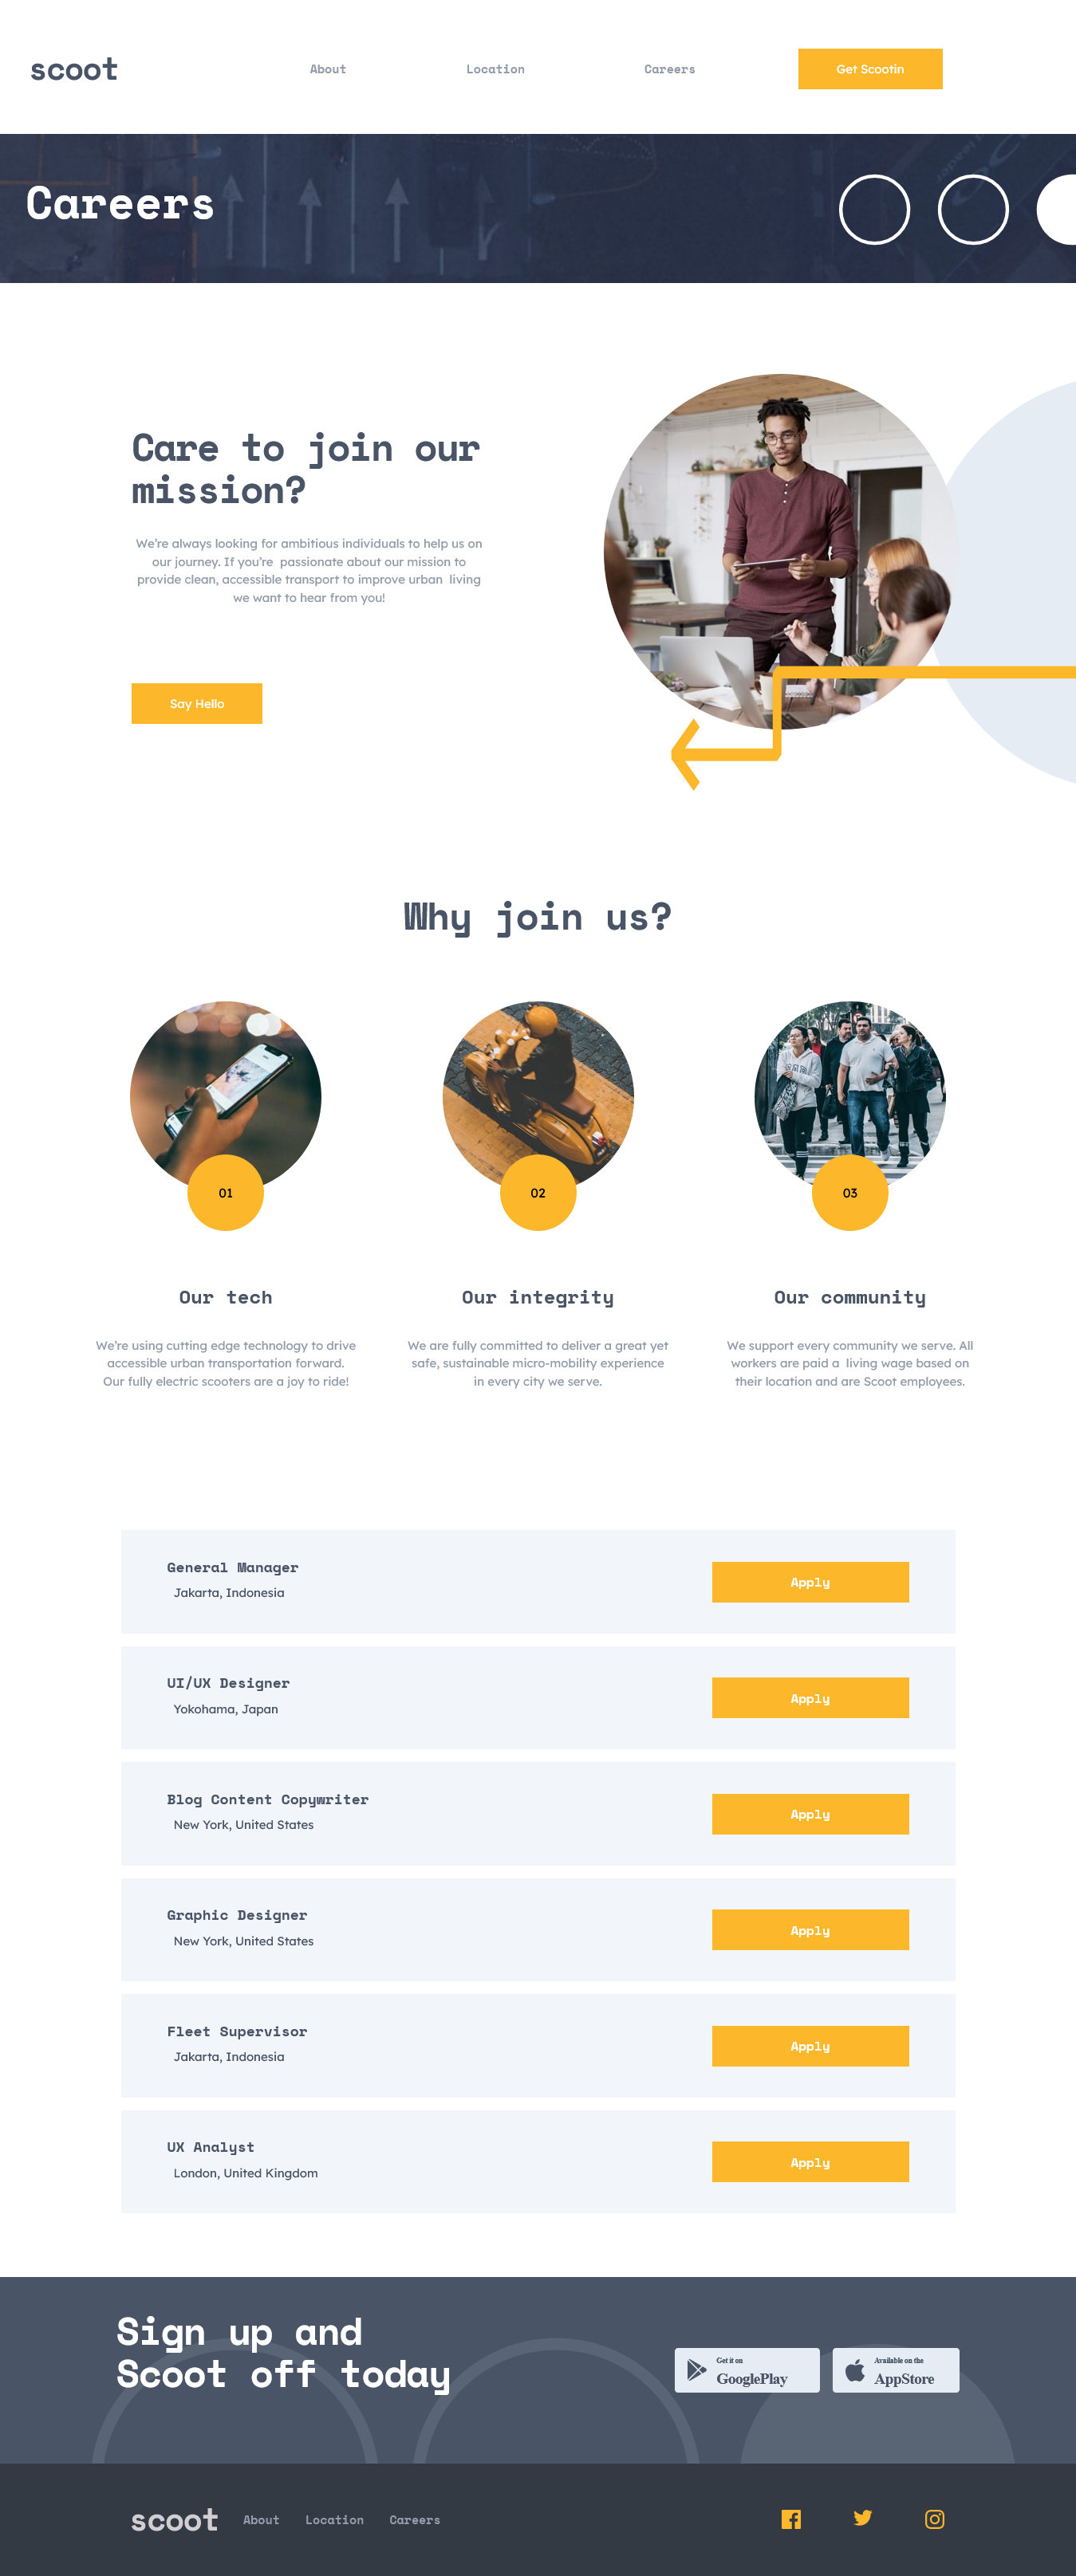 scoot
About
Location
Careers
Get Scootin
Careers
Care to join our
mission?
We’re always looking for ambitious individuals to help us on
our journey. If you’re  passionate about our mission to
provide clean, accessible transport to improve urban  living
we want to hear from you!
Say Hello
Why join us?
01
02
03
Our tech
We’re using cutting edge technology to drive
accessible urban transportation forward.
Our fully electric scooters are a joy to ride!
Our integrity
We are fully committed to deliver a great yet
safe, sustainable micro-mobility experience
in every city we serve.
Our community
We support every community we serve. All
workers are paid a  living wage based on
their location and are Scoot employees.
General Manager
Jakarta, Indonesia
Apply
UI/UX Designer
Yokohama, Japan
Apply
Blog Content Copywriter
New York, United States
Apply
Graphic Designer
New York, United States
Apply
Fleet Supervisor
Jakarta, Indonesia
Apply
UX Analyst
London, United Kingdom
Apply
Sign up and
Scoot off today
Get it on
GooglePlay
Available on the
AppStore
scoot
About
Location
Careers